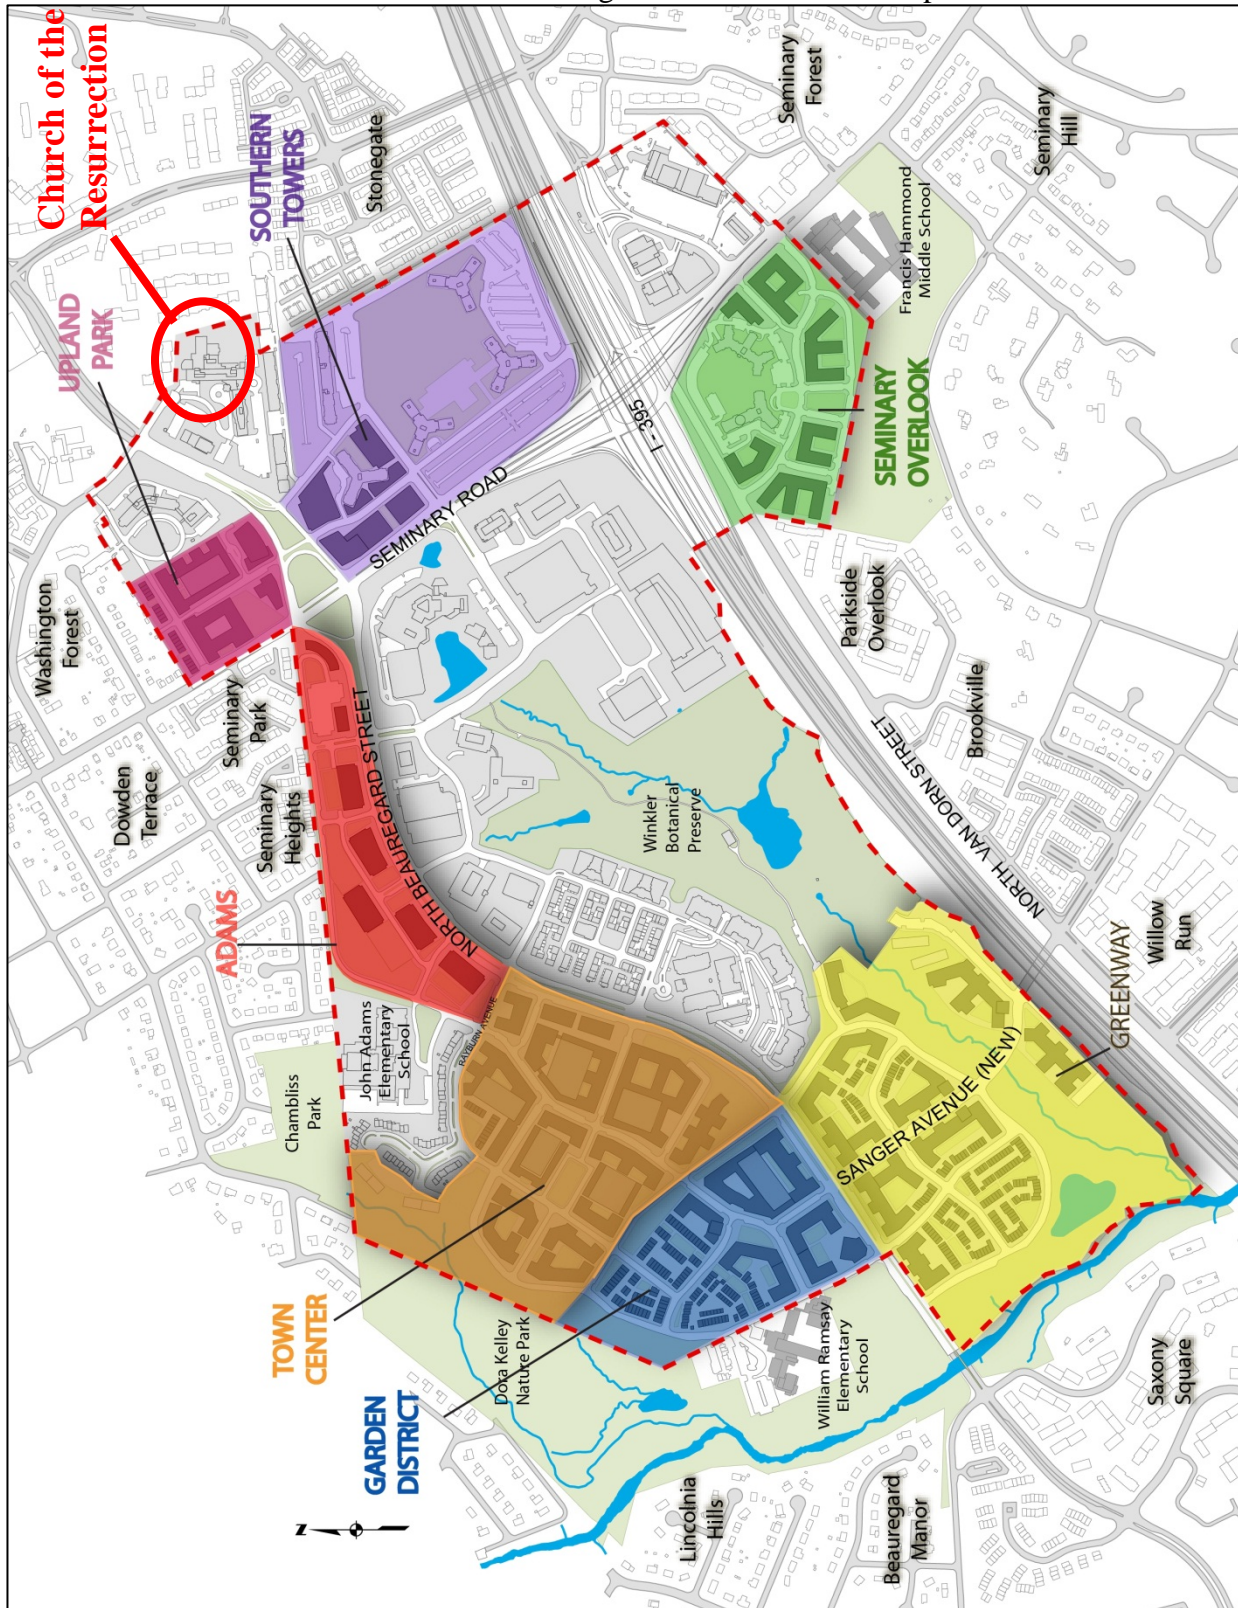 Church of the
Resurrection
UPLAND
PARK
SOUTHERN
TOWERS
Stonegate
Seminary
Forest
Seminary
Hill
Washington
Forest
Seminary
Park
Dowden
Terrace
Seminary
Heights
ADAMS
SEMINARY ROAD
I - 395
Francis Hammond
Middle School
SEMINARY
OVERLOOK
Parkside
Overlook
Brookville
NORTH BEAUREGARD STREET
NORTH VAN DORN STREET
Winkler
Botanical
Preserve
Willow
Run
GREENWAY
John Adams
Elementary
School
RAYBURN AVENUE
Chambliss
Park
SANGER AVENUE (NEW)
TOWN
CENTER
GARDEN
DISTRICT
Dora Kelley
Nature Park
William Ramsay
Elementary
School
Saxony
Square
Lincolnia
Hills
Beauregard
Manor
N